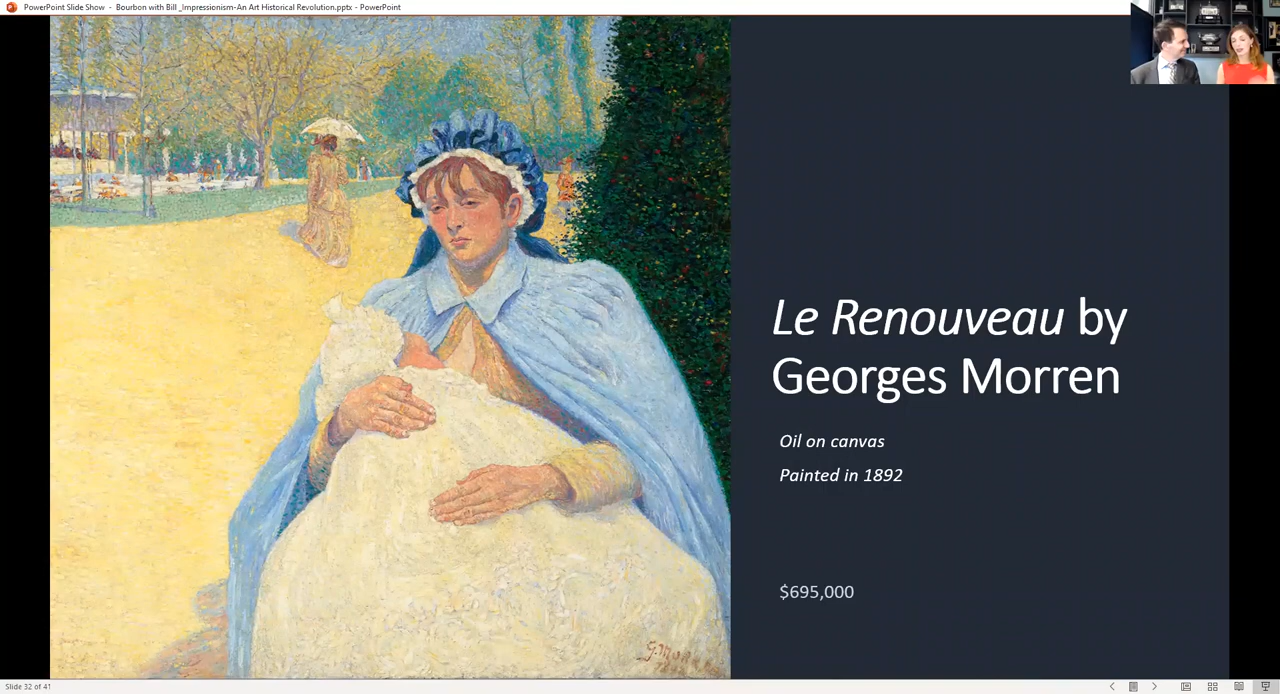 PowerPoint Slide Show - Bourbon with Bill _Impressionism-An Art Historical Revolution.pptx - PowerPoint
Le Renouveau by
Georges Morren
Oil on canvas
Painted in 1892
$695,000
Slide 32 of 41